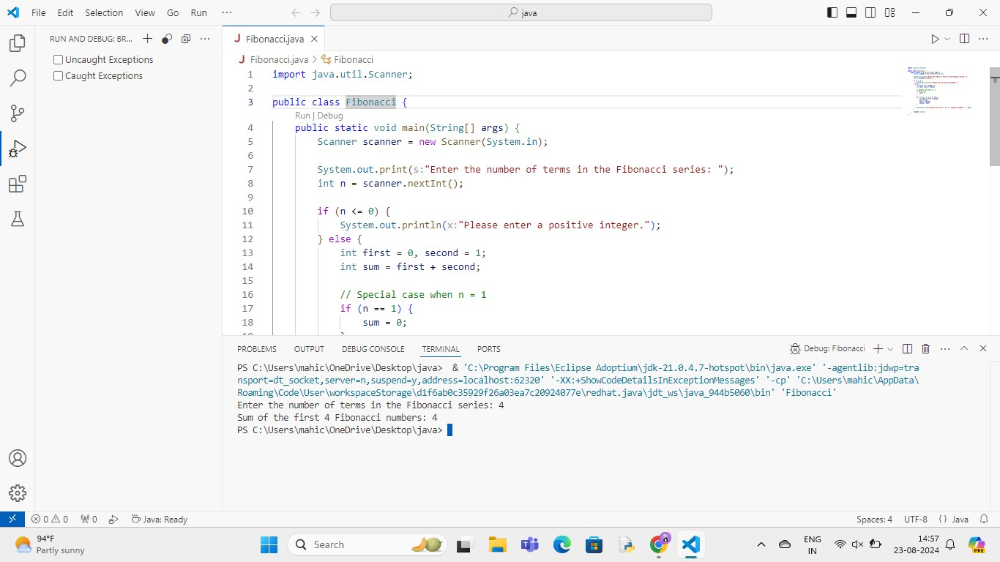 File Edit Selection View Go Run ··· java
RUN AND DEBUG: BR...
Uncaught Exceptions
Caught Exceptions
J Fibonacci.java
J Fibonacci.java > Fibonacci
1 import java.util.Scanner;
2
3 public class Fibonacci {
Run | Debug
4 public static void main(String[] args) {
5 Scanner scanner = new Scanner(System.in);
6
7 System.out.print(s:"Enter the number of terms in the Fibonacci series: ");
8 int n = scanner.nextInt();
9
10 if (n <= 0) {
11 System.out.println(x:"Please enter a positive integer.");
12 } else {
13 int first = 0, second = 1;
14 int sum = first + second;
15
16 // Special case when n = 1
17 if (n == 1) {
18 sum = 0;
PROBLEMS OUTPUT DEBUG CONSOLE TERMINAL PORTS Debug: Fibonacci
PS C:\Users\mahic\OneDrive\Desktop\java>  & 'C:\Program Files\Eclipse Adoptium\jdk-21.0.4.7-hotspot\bin\java.exe' '-agentlib:jdwp=tra
nsport=dt_socket,server=n,suspend=y,address=localhost:62320' '-XX:+ShowCodeDetailsInExceptionMessages' '-cp' 'C:\Users\mahic\AppData\
Roaming\Code\User\workspaceStorage\d1f6ab0c35929f26a03ea7c20924077e\redhat.java\jdt_ws\java_944b5060\bin' 'Fibonacci'
Enter the number of terms in the Fibonacci series: 4
Sum of the first 4 Fibonacci numbers: 4
PS C:\Users\mahic\OneDrive\Desktop\java>
0 0 0 Java: Ready Spaces: 4 UTF-8 {} Java
94°F
Partly sunny
Search
ENG
IN
14:57
23-08-2024
PRE